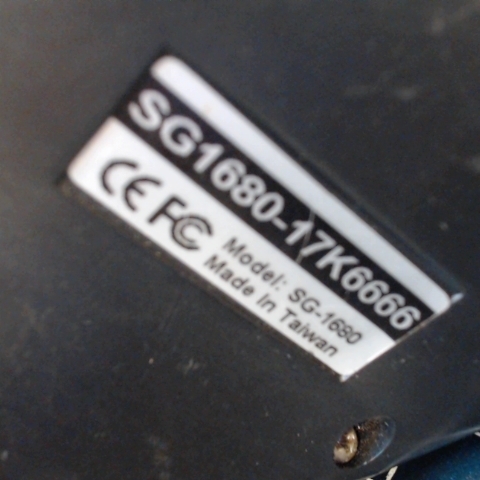 SG1680-17K6666
CE FC
Model: SG-1680
Made In Taiwan